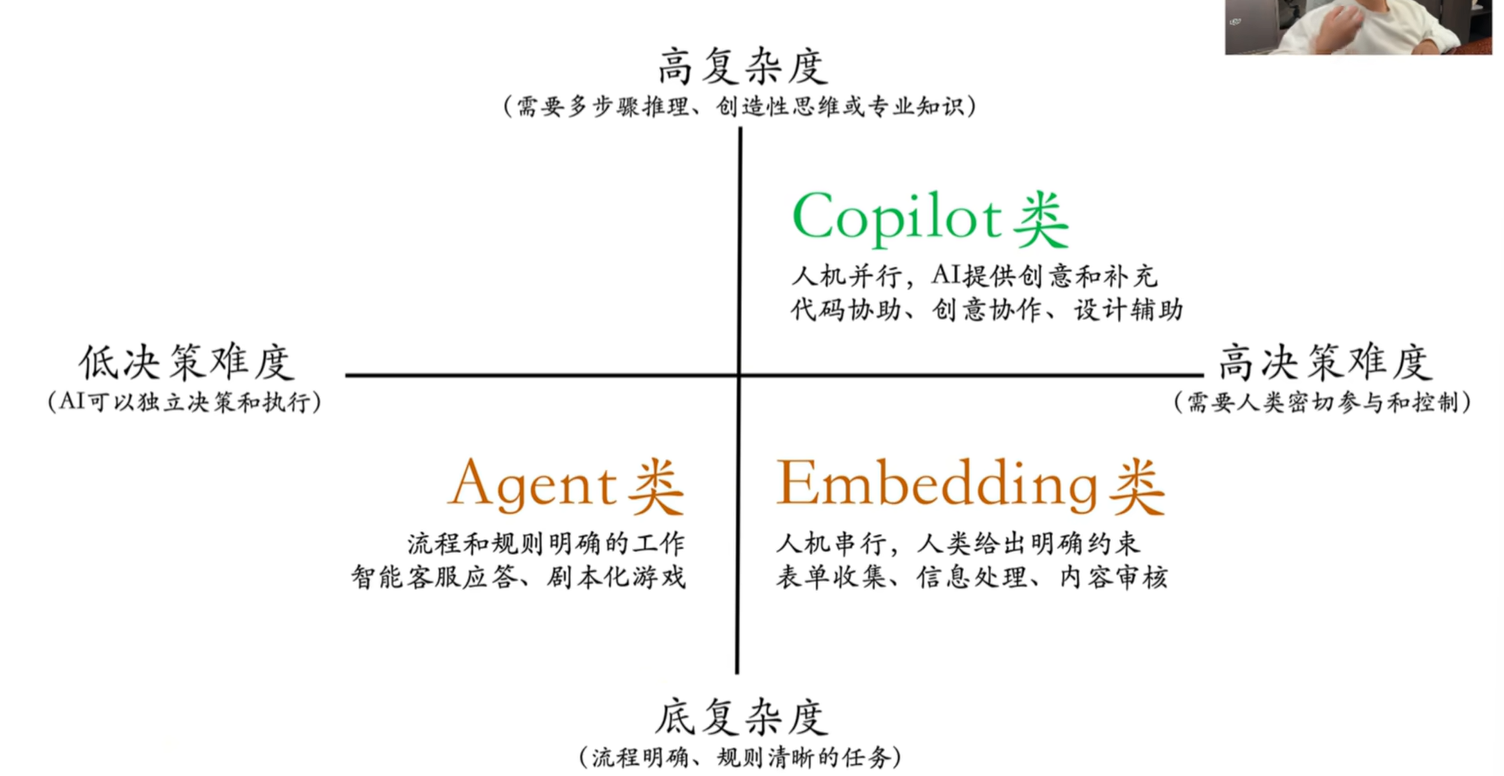 高复杂度
（需要多步骤推理、创造性思维或专业知识）
Copilot类
人机并行，AI提供创意和补充
代码协助、创意协作、设计辅助
低决策难度
（AI可以独立决策和执行）
高决策难度
（需要人类密切参与和控制）
Agent类
流程和规则明确的工作
智能客服应答、剧本化游戏
Embedding类
人机串行，人类给出明确约束
表单收集、信息处理、内容审核
底复杂度
（流程明确、规则清晰的任务）